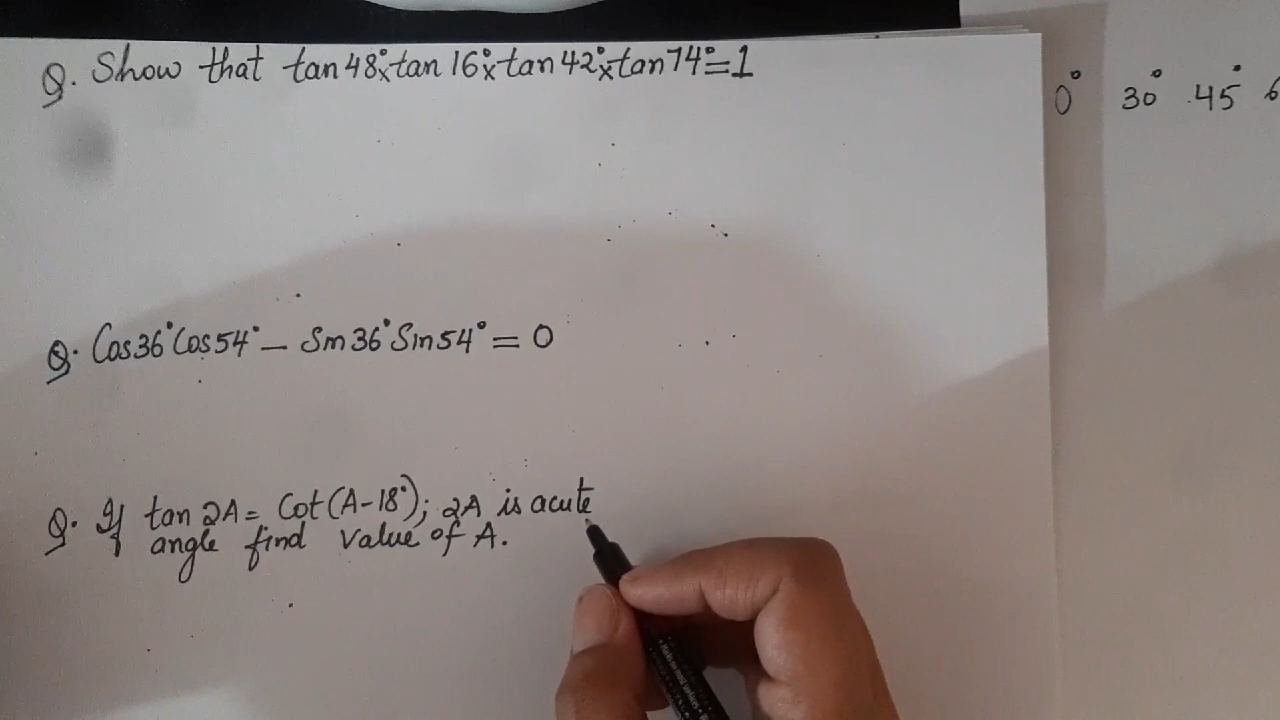 Q. Show that tan 48°× tan 16°× tan 42°× tan 74° = 1
0° 30° 45° 6
Q. Cos 36° Cos 54° - Sin 36° Sin 54° = 0
Q. If tan 2A = Cot (A-18°); 2A is acute
angle find value of A.